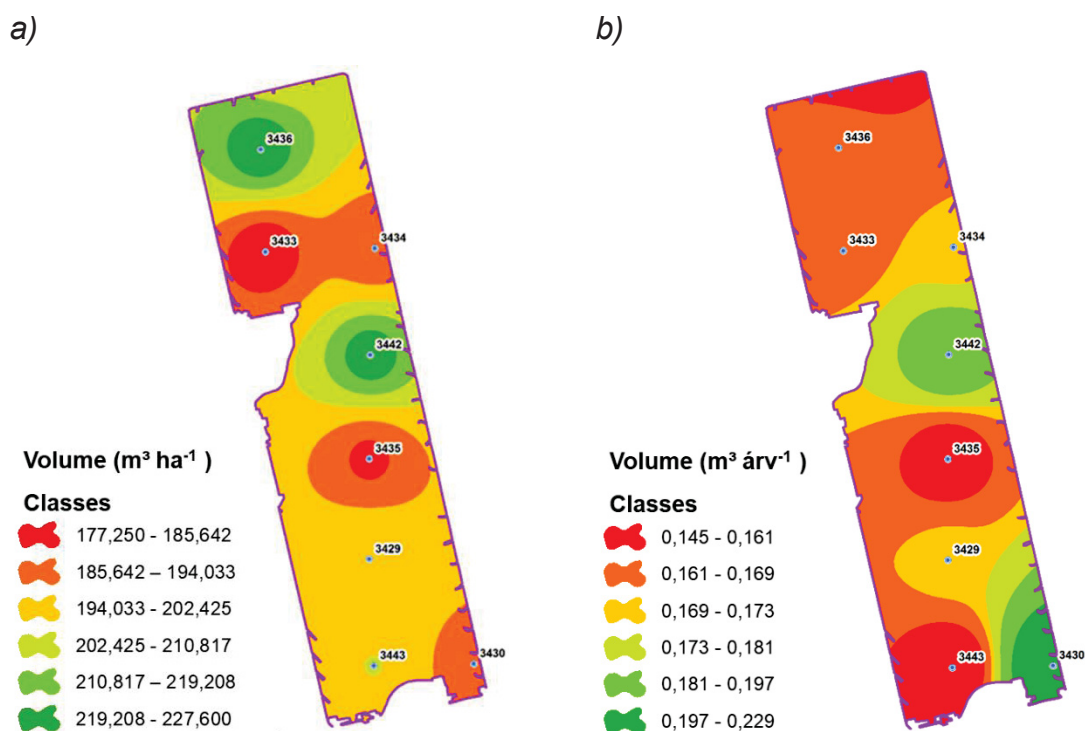 a)
3436
3433
3434
3442
3435
3429
3443
3430
Volume (m³ ha⁻¹ )
Classes
177,250 - 185,642
185,642 – 194,033
194,033 - 202,425
202,425 - 210,817
210,817 – 219,208
219,208 - 227,600
b)
3436
3433
3434
3442
3435
3429
3443
3430
Volume (m³ árv⁻¹)
Classes
0,145 - 0,161
0,161 - 0,169
0,169 - 0,173
0,173 - 0,181
0,181 - 0,197
0,197 - 0,229